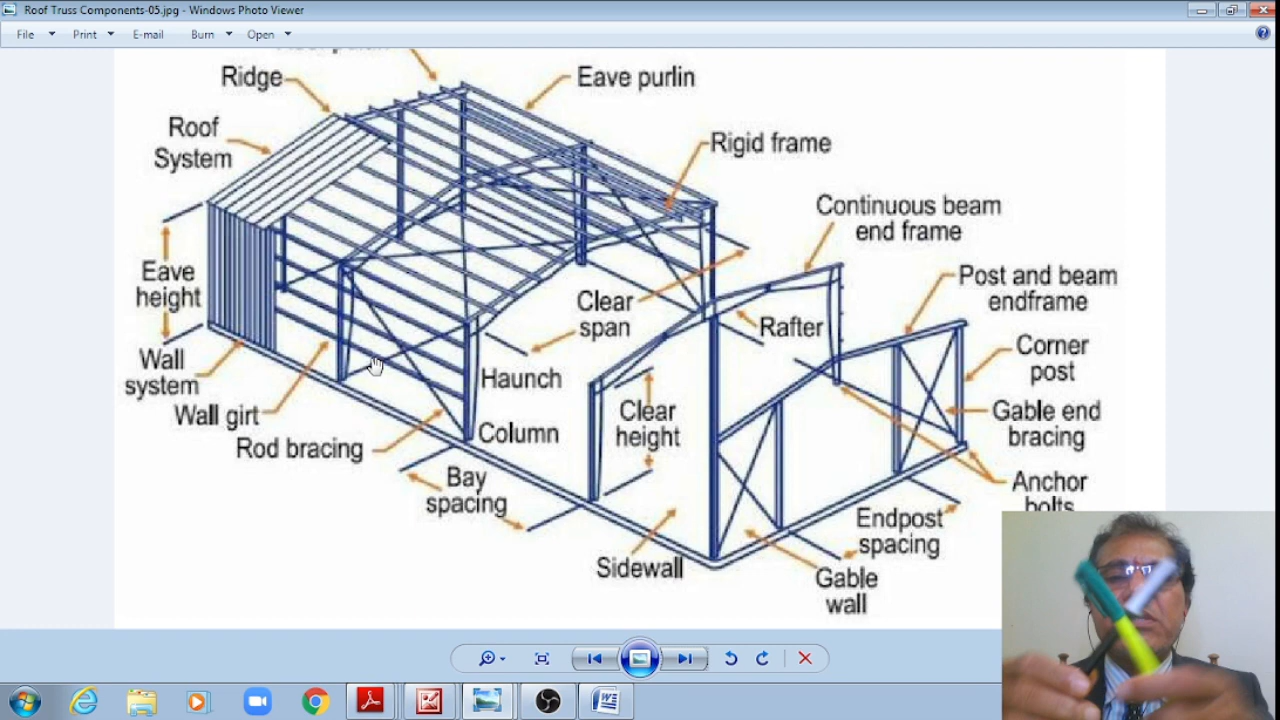 Roof Truss Components-05.jpg - Windows Photo Viewer
File Print E-mail Burn Open
Ridge
Eave purlin
Roof
System
Rigid frame
Continuous beam
end frame
Eave
height
Clear
span
Rafter
Post and beam
endframe
Wall
system
Wall girt
Rod bracing
Haunch
Column
Clear
height
Corner
post
Gable end
bracing
Bay
spacing
Anchor
bolts
Endpost
spacing
Sidewall
Gable
wall